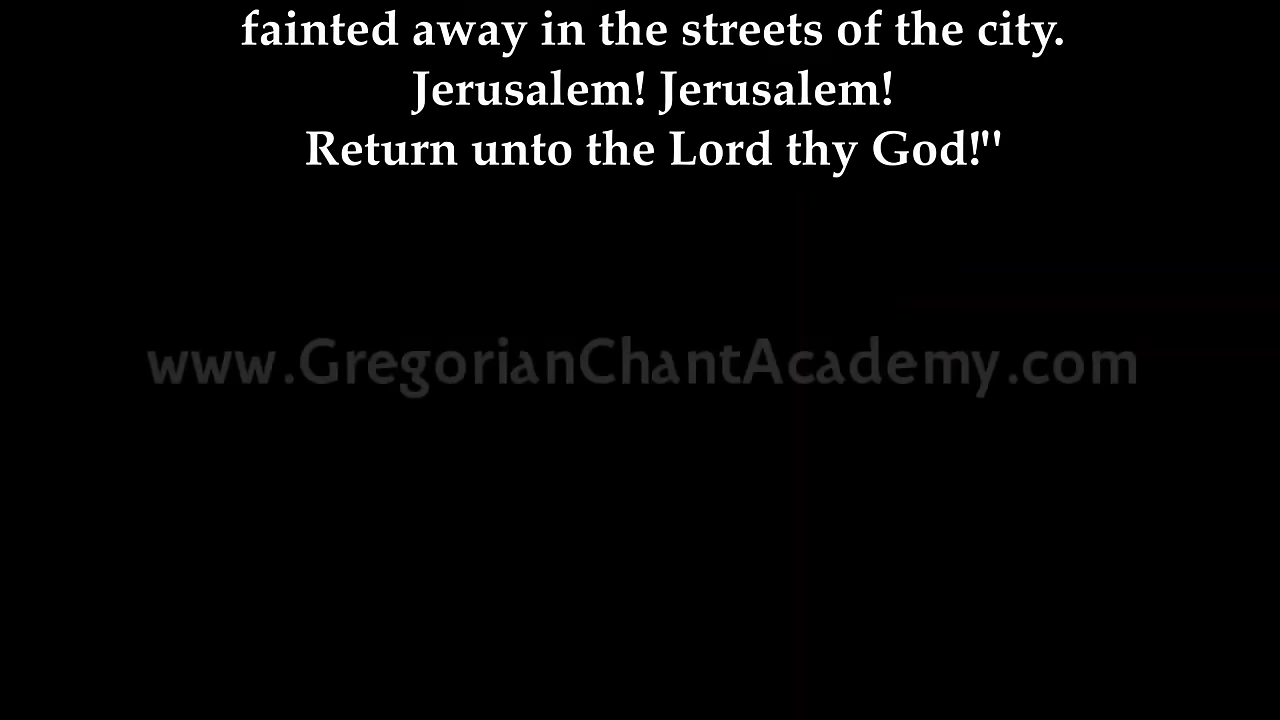 fainted away in the streets of the city.
Jerusalem! Jerusalem!
Return unto the Lord thy God!"
www.GregorianChantAcademy.com